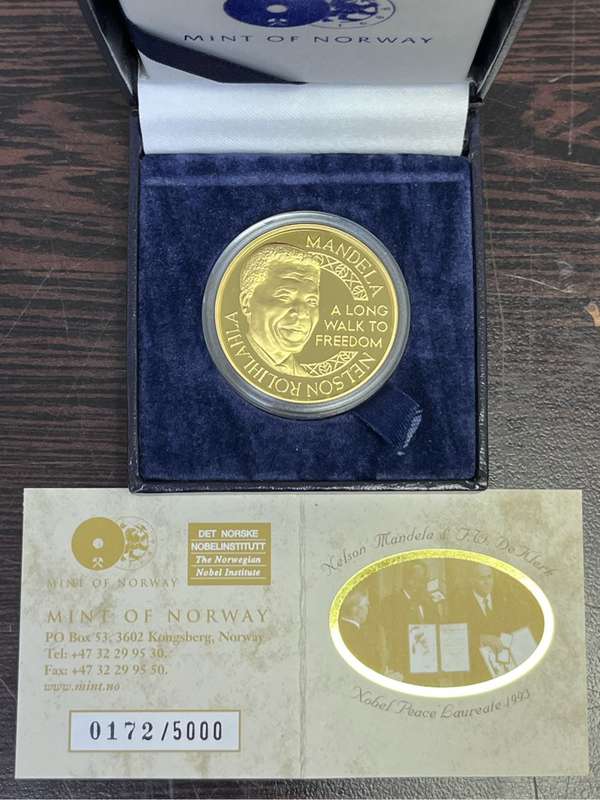 MINT OF NORWAY
MANDELA
A LONG
WALK TO
FREEDOM
NELSON ROLIHLAHLA
MINT OF NORWAY
DET NORSKE
NOBELINSTITUTT
The Norwegian
Nobel Institute
MINT OF NORWAY
PO Box 53, 3602 Kongsberg, Norway
Tel: +47 32 29 95 30.
Fax: +47 32 29 95 50.
www.mint.no
0172/5000
Nelson Mandela & F.W. De Klerk
Nobel Peace Laureate 1993